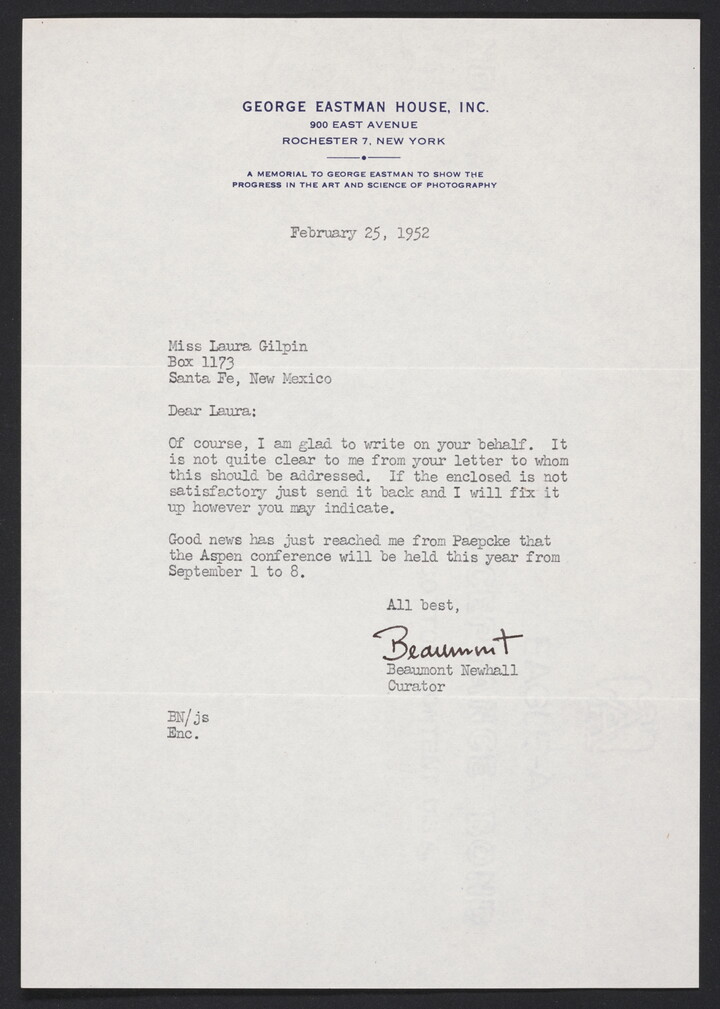 GEORGE EASTMAN HOUSE, INC.
900 EAST AVENUE
ROCHESTER 7, NEW YORK
A MEMORIAL TO GEORGE EASTMAN TO SHOW THE
PROGRESS IN THE ART AND SCIENCE OF PHOTOGRAPHY
February 25, 1952
Miss Laura Gilpin
Box 1173
Santa Fe, New Mexico
Dear Laura:
Of course, I am glad to write on your behalf. It
is not quite clear to me from your letter to whom
this should be addressed. If the enclosed is not
satisfactory just send it back and I will fix it
up however you may indicate.
Good news has just reached me from Paepcke that
the Aspen conference will be held this year from
September 1 to 8.
All best,
Beaumont
Beaumont Newhall
Curator
BN/js
Enc.